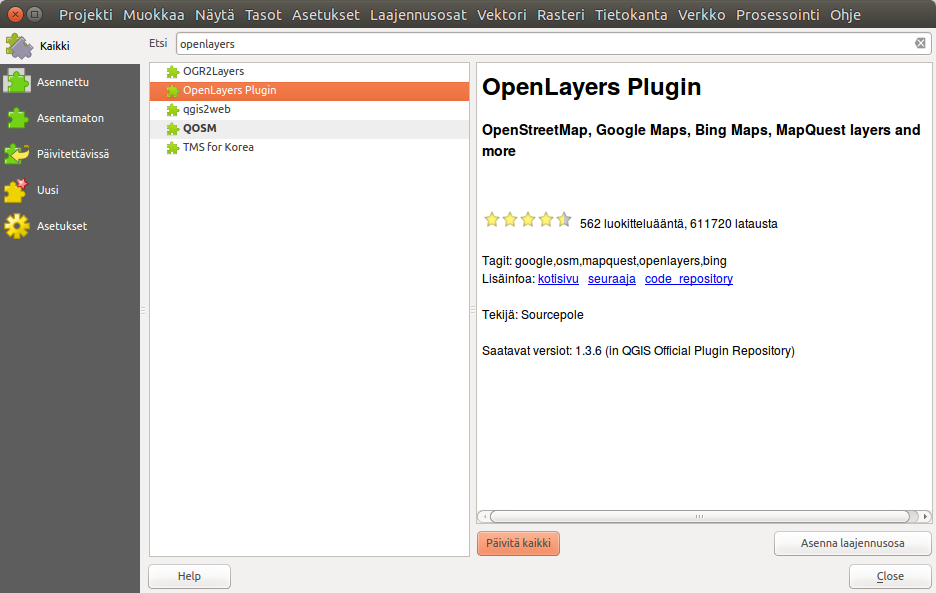 Projekti Muokkaa Näytä Tasot Asetukset Laajennusosat Vektori Rasteri Tietokanta Verkko Prosessointi Ohje
Kaikki
Asennettu
Asentamaton
Päivitettävissä
Uusi
Asetukset
Etsi openlayers
OGR2Layers
OpenLayers Plugin
qgis2web
QOSM
TMS for Korea
OpenLayers Plugin
OpenStreetMap, Google Maps, Bing Maps, MapQuest layers and
more
562 luokitteluääntä, 611720 latausta
Tagit: google,osm,mapquest,openlayers,bing
Lisäinfoa: kotisivu seuraaja code_repository
Tekijä: Sourcepole
Saatavat versiot: 1.3.6 (in QGIS Official Plugin Repository)
Päivitä kaikki Asenna laajennusosa
Help Close